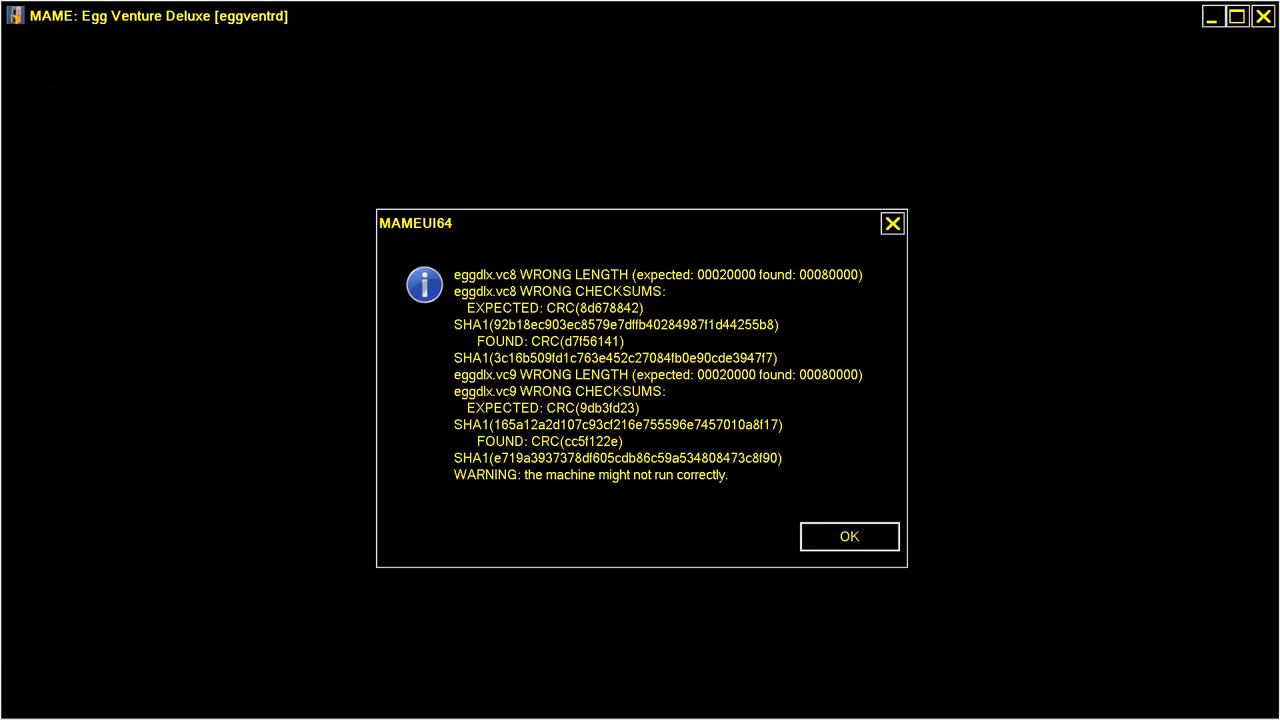 MAME: Egg Venture Deluxe [eggventrd]
MAMEUI64
eggdlx.vc8 WRONG LENGTH (expected: 00020000 found: 00080000)
eggdlx.vc8 WRONG CHECKSUMS:
EXPECTED: CRC(8d678842)
SHA1(92b18ec903ec8579e7dffb40284987f1d44255b8)
FOUND: CRC(d7f56141)
SHA1(3c16b509fd1c763e452c27084fb0e90cde3947f7)
eggdlx.vc9 WRONG LENGTH (expected: 00020000 found: 00080000)
eggdlx.vc9 WRONG CHECKSUMS:
EXPECTED: CRC(9db3fd23)
SHA1(165a12a2d107c93cf216e755596e7457010a8f17)
FOUND: CRC(cc5f122e)
SHA1(e719a3937378df605cdb86c59a534808473c8f90)
WARNING: the machine might not run correctly.
OK